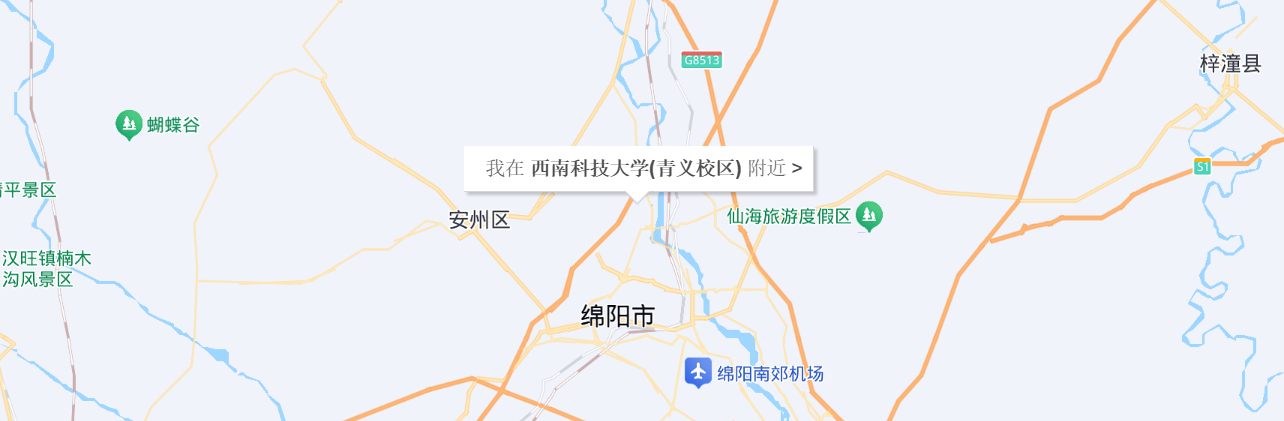 G8513
梓潼县
蝴蝶谷
我在 西南科技大学(青义校区) 附近 >
S1
平景区
安州区
仙海旅游度假区
汉旺镇楠木
沟风景区
绵阳市
绵阳南郊机场